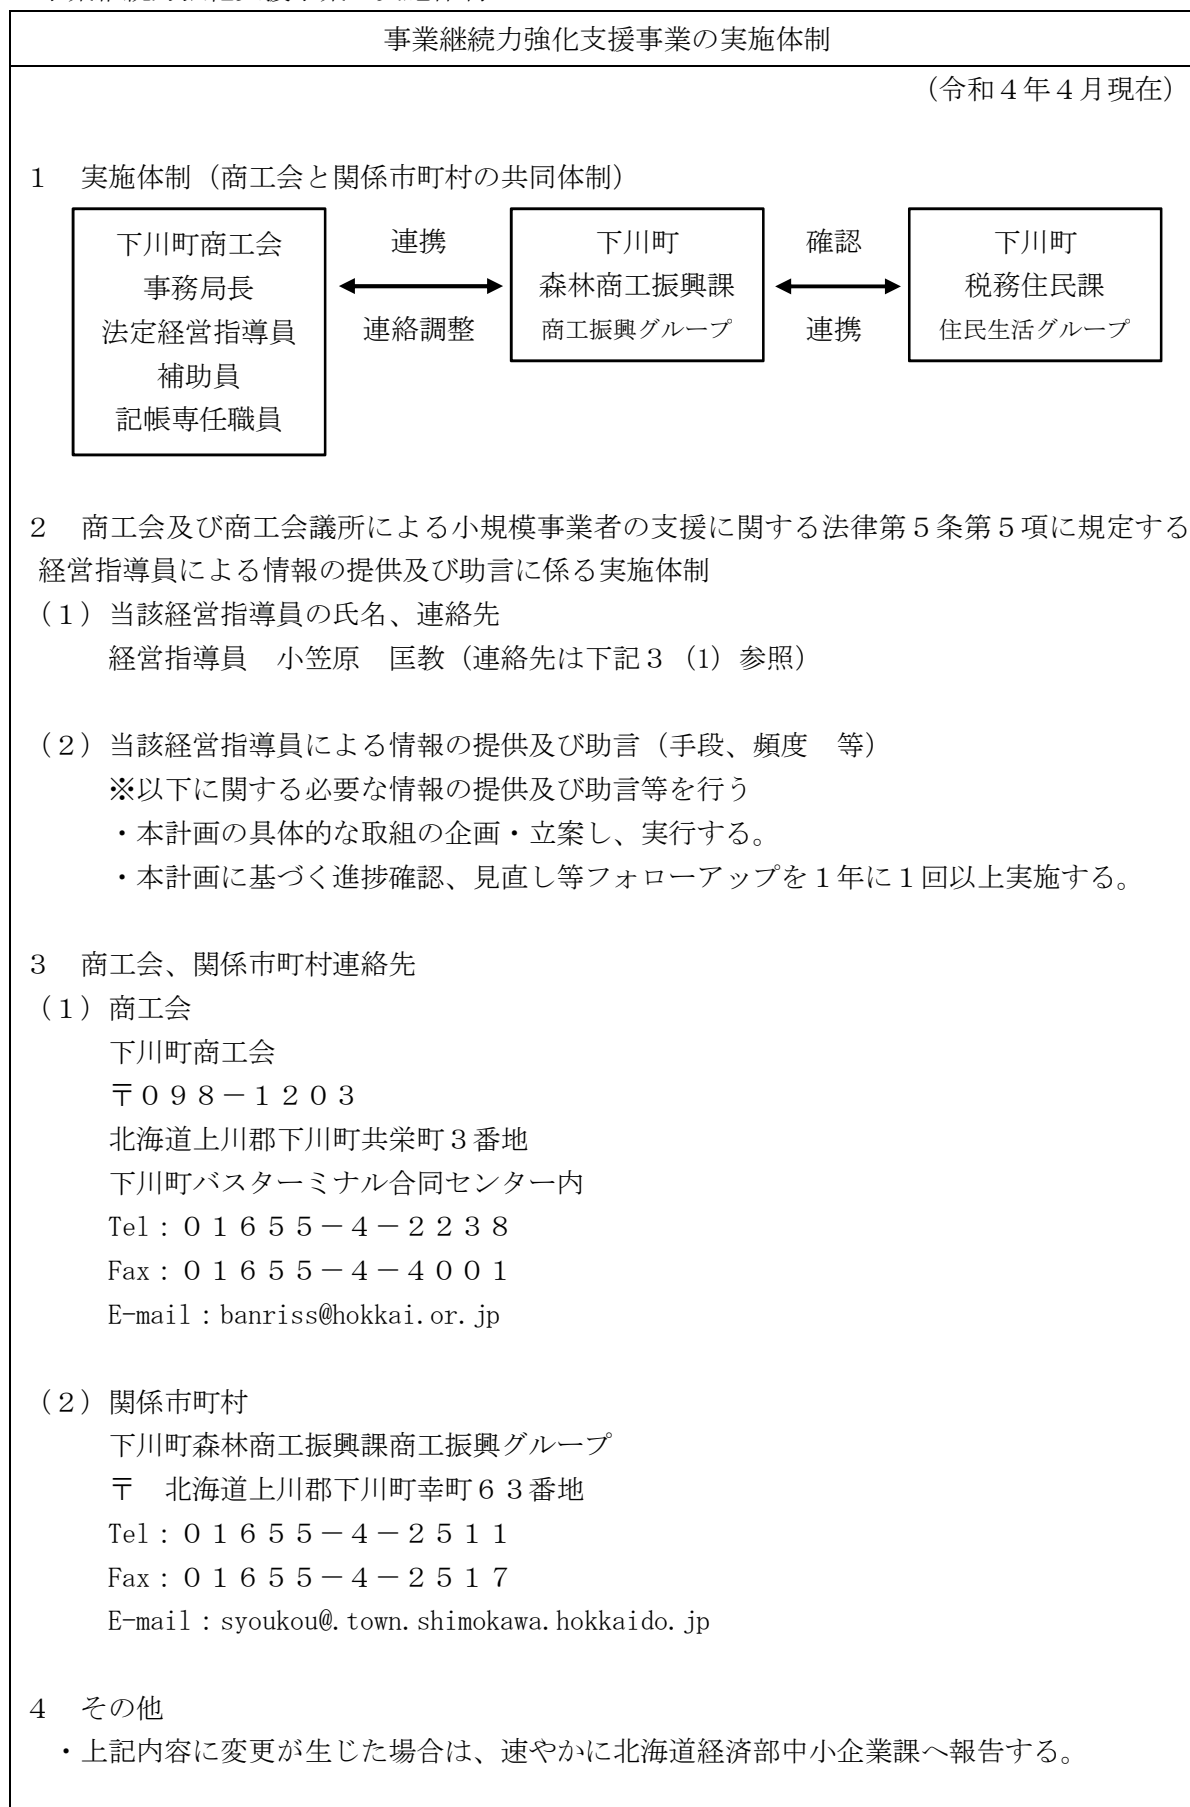 事業継続力強化支援事業の実施体制
（令和４年４月現在）
１　実施体制（商工会と関係市町村の共同体制）
下川町商工会
事務局長
法定経営指導員
補助員
記帳専任職員
連携
連絡調整
下川町
森林商工振興課
商工振興グループ
確認
連携
下川町
税務住民課
住民生活グループ
２　商工会及び商工会議所による小規模事業者の支援に関する法律第５条第５項に規定する
経営指導員による情報の提供及び助言に係る実施体制
（１）当該経営指導員の氏名、連絡先
経営指導員　小笠原　匡教（連絡先は下記３（1）参照）
（２）当該経営指導員による情報の提供及び助言（手段、頻度　等）
※以下に関する必要な情報の提供及び助言等を行う
・本計画の具体的な取組の企画・立案し、実行する。
・本計画に基づく進捗確認、見直し等フォローアップを１年に１回以上実施する。
３　商工会、関係市町村連絡先
（１）商工会
下川町商工会
〒０９８－１２０３
北海道上川郡下川町共栄町３番地
下川町バスターミナル合同センター内
Tel：０１６５５－４－２２３８
Fax：０１６５５－４－４００１
E-mail：banriss@hokkai.or.jp
（２）関係市町村
下川町森林商工振興課商工振興グループ
〒　北海道上川郡下川町幸町６３番地
Tel：０１６５５－４－２５１１
Fax：０１６５５－４－２５１７
E-mail：syoukou@.town.shimokawa.hokkaido.jp
４　その他
・上記内容に変更が生じた場合は、速やかに北海道経済部中小企業課へ報告する。